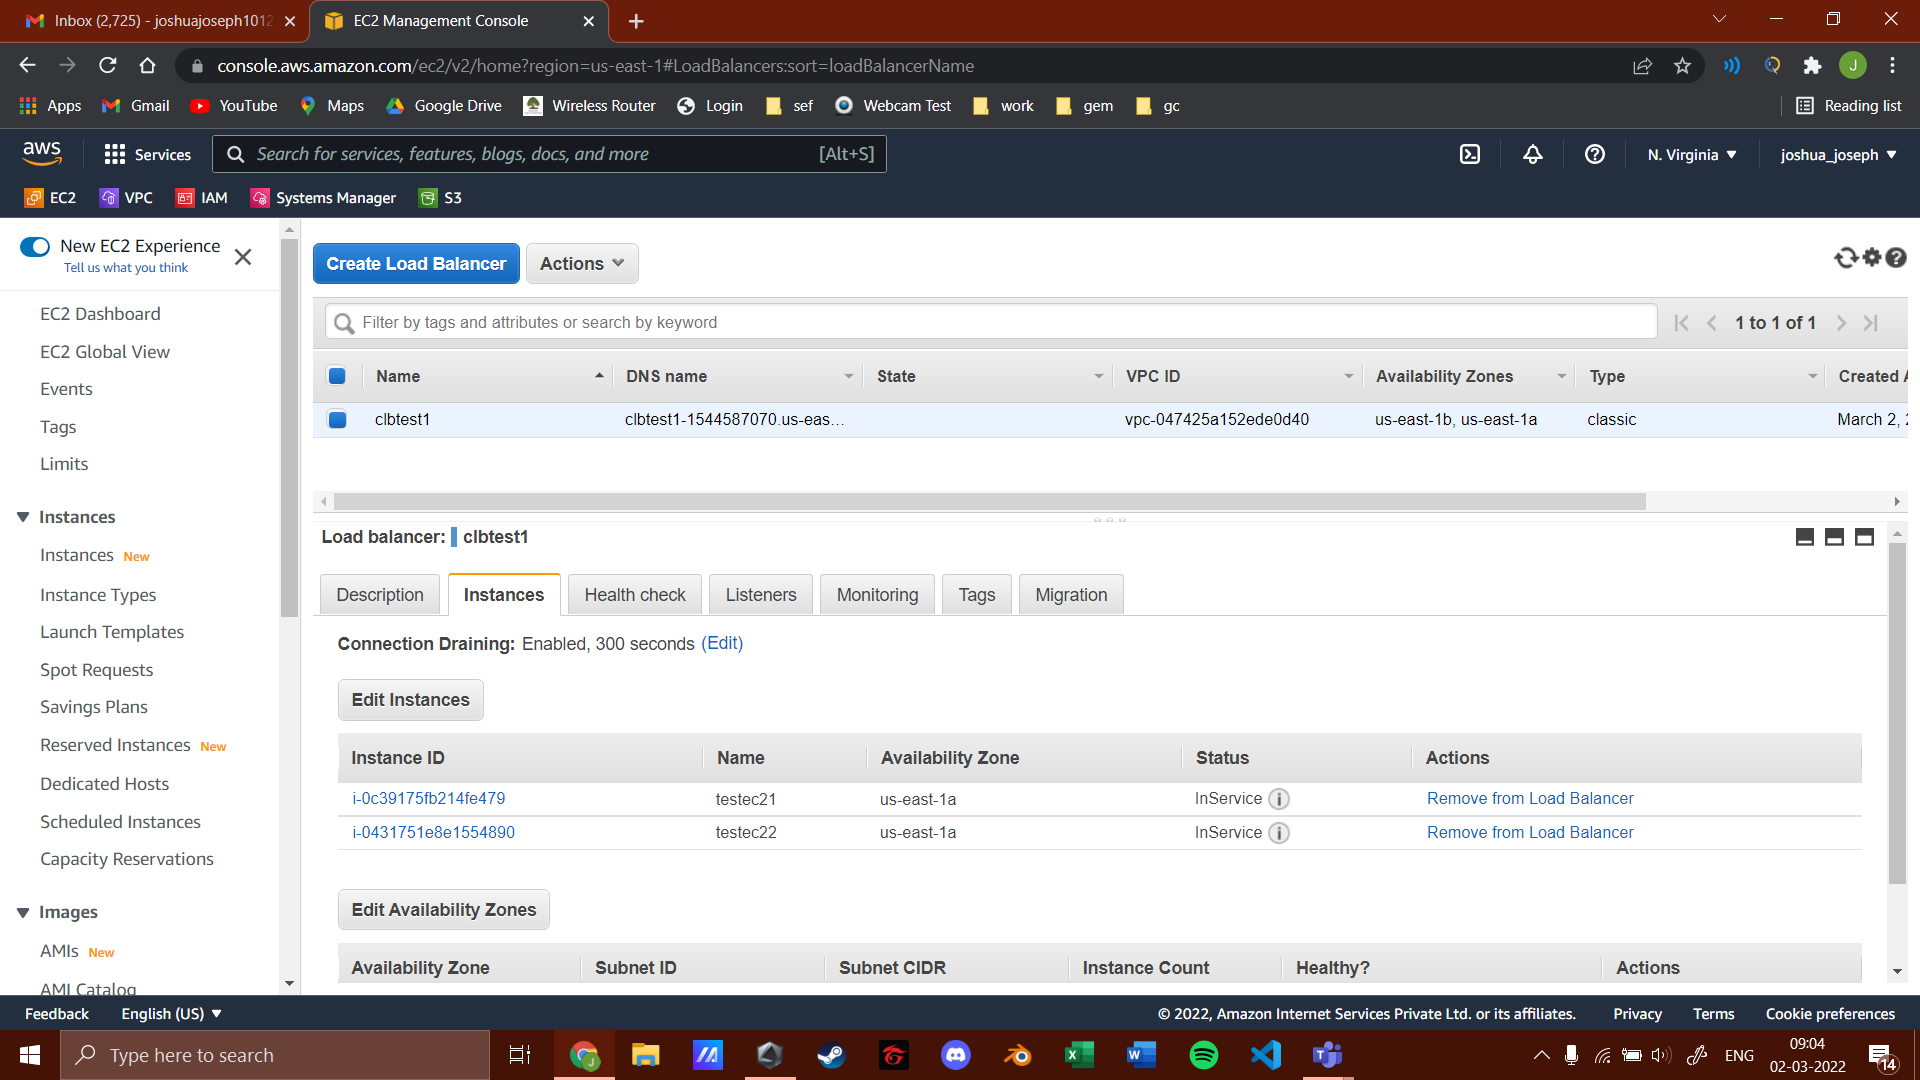 Inbox (2,725) - joshuajoseph1012
EC2 Management Console
console.aws.amazon.com/ec2/v2/home?region=us-east-1#LoadBalancers:sort=loadBalancerName
J
Apps Gmail YouTube Maps Google Drive Wireless Router Login sef Webcam Test work gem gc Reading list
aws Services Search for services, features, blogs, docs, and more [Alt+S] N. Virginia joshua_joseph
EC2 VPC IAM Systems Manager S3
New EC2 Experience
Tell us what you think
EC2 Dashboard
EC2 Global View
Events
Tags
Limits
Instances
Instances New
Instance Types
Launch Templates
Spot Requests
Savings Plans
Reserved Instances New
Dedicated Hosts
Scheduled Instances
Capacity Reservations
Images
AMIs New
AMI Catalog
Create Load Balancer Actions
Filter by tags and attributes or search by keyword 1 to 1 of 1
Name DNS name State VPC ID Availability Zones Type Created A
clbtest1 clbtest1-1544587070.us-eas... vpc-047425a152ede0d40 us-east-1b, us-east-1a classic March 2, 2
Load balancer: clbtest1
Description Instances Health check Listeners Monitoring Tags Migration
Connection Draining: Enabled, 300 seconds (Edit)
Edit Instances
Instance ID Name Availability Zone Status Actions
i-0c39175fb214fe479 testec21 us-east-1a InService Remove from Load Balancer
i-0431751e8e1554890 testec22 us-east-1a InService Remove from Load Balancer
Edit Availability Zones
Availability Zone Subnet ID Subnet CIDR Instance Count Healthy? Actions
Feedback English (US) © 2022, Amazon Internet Services Private Ltd. or its affiliates. Privacy Terms Cookie preferences
Type here to search
ENG
09:04
02-03-2022
14